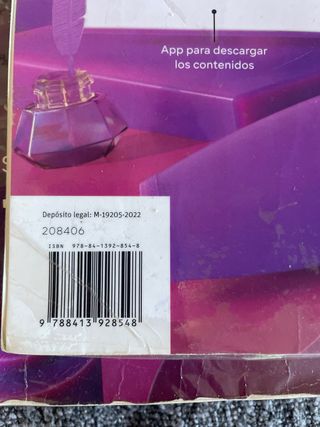 App para descargar
los contenidos
Depósito legal: M-19205-2022
208406
ISBN 978-84-1392-854-8
9 788413 928548